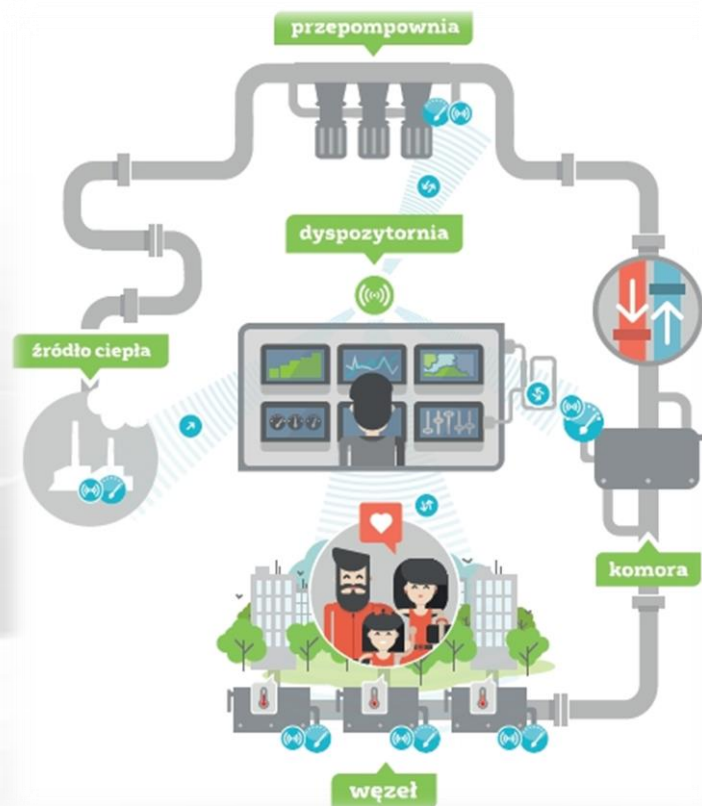 przepompownia
dyspozytornia
źródło ciepła
komora
węzeł